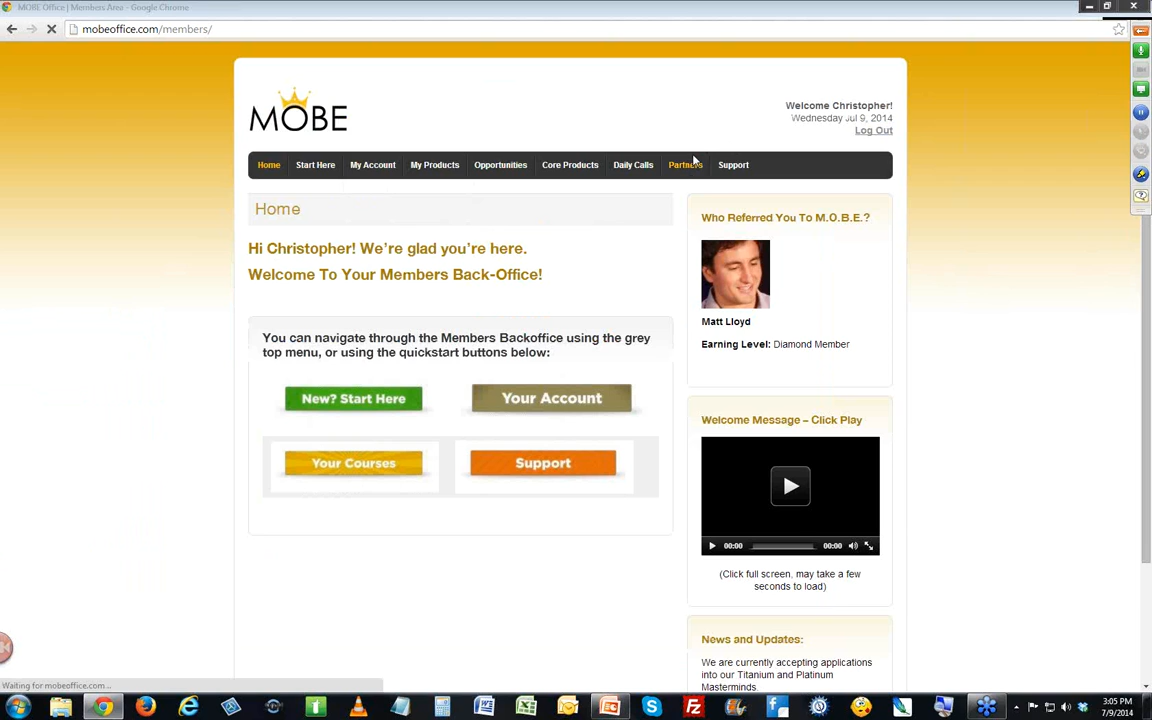 MOBE Office | Members Area - Google Chrome
mobeoffice.com/members/
MOBE
Welcome Christopher!
Wednesday Jul 9, 2014
Log Out
Home Start Here My Account My Products Opportunities Core Products Daily Calls Partners Support
Home
Hi Christopher! We're glad you're here.
Welcome To Your Members Back-Office!
You can navigate through the Members Backoffice using the grey
top menu, or using the quickstart buttons below:
New? Start Here
Your Account
Your Courses
Support
Who Referred You To M.O.B.E.?
Matt Lloyd
Earning Level: Diamond Member
Welcome Message – Click Play
00:00 00:00
(Click full screen, may take a few
seconds to load)
News and Updates:
We are currently accepting applications
into our Titanium and Platinum
Masterminds.
Waiting for mobeoffice.com...
3:05 PM
7/9/2014